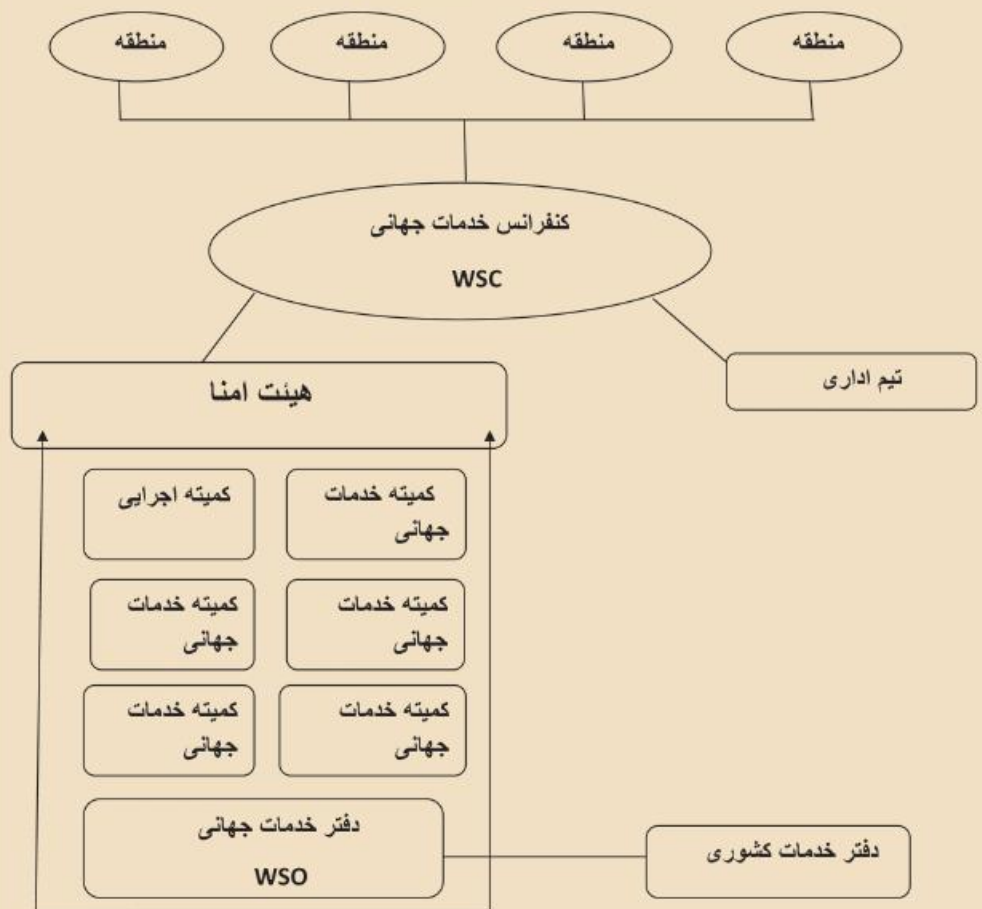 منطقه
منطقه
منطقه
منطقه
کنفرانس خدمات جهانی
WSC
هیئت امنا
تیم اداری
کمیته خدمات
جهانی
کمیته اجرایی
کمیته خدمات
جهانی
کمیته خدمات
جهانی
کمیته خدمات
جهانی
کمیته خدمات
جهانی
دفتر خدمات جهانی
WSO
دفتر خدمات کشوری